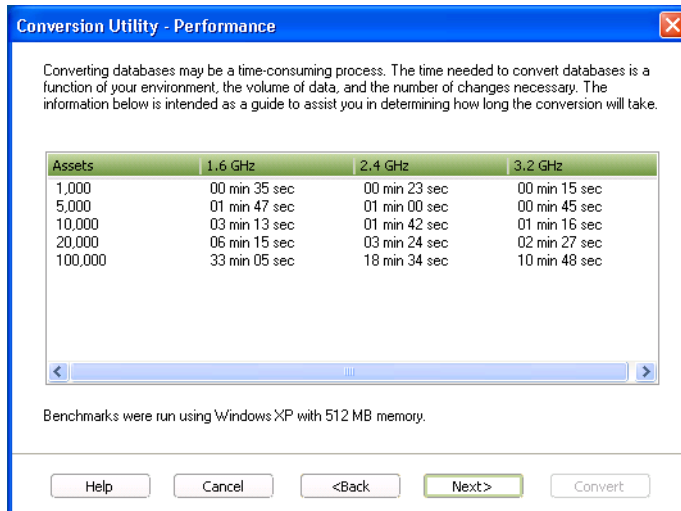 Conversion Utility - Performance
Converting databases may be a time-consuming process. The time needed to convert databases is a
function of your environment, the volume of data, and the number of changes necessary. The
information below is intended as a guide to assist you in determining how long the conversion will take.
Assets 1.6 GHz 2.4 GHz 3.2 GHz
1,000 00 min 35 sec 00 min 23 sec 00 min 15 sec
5,000 01 min 47 sec 01 min 00 sec 00 min 45 sec
10,000 03 min 13 sec 01 min 42 sec 01 min 16 sec
20,000 06 min 15 sec 03 min 24 sec 02 min 27 sec
100,000 33 min 05 sec 18 min 34 sec 10 min 48 sec
Benchmarks were run using Windows XP with 512 MB memory.
Help Cancel <Back Next> Convert